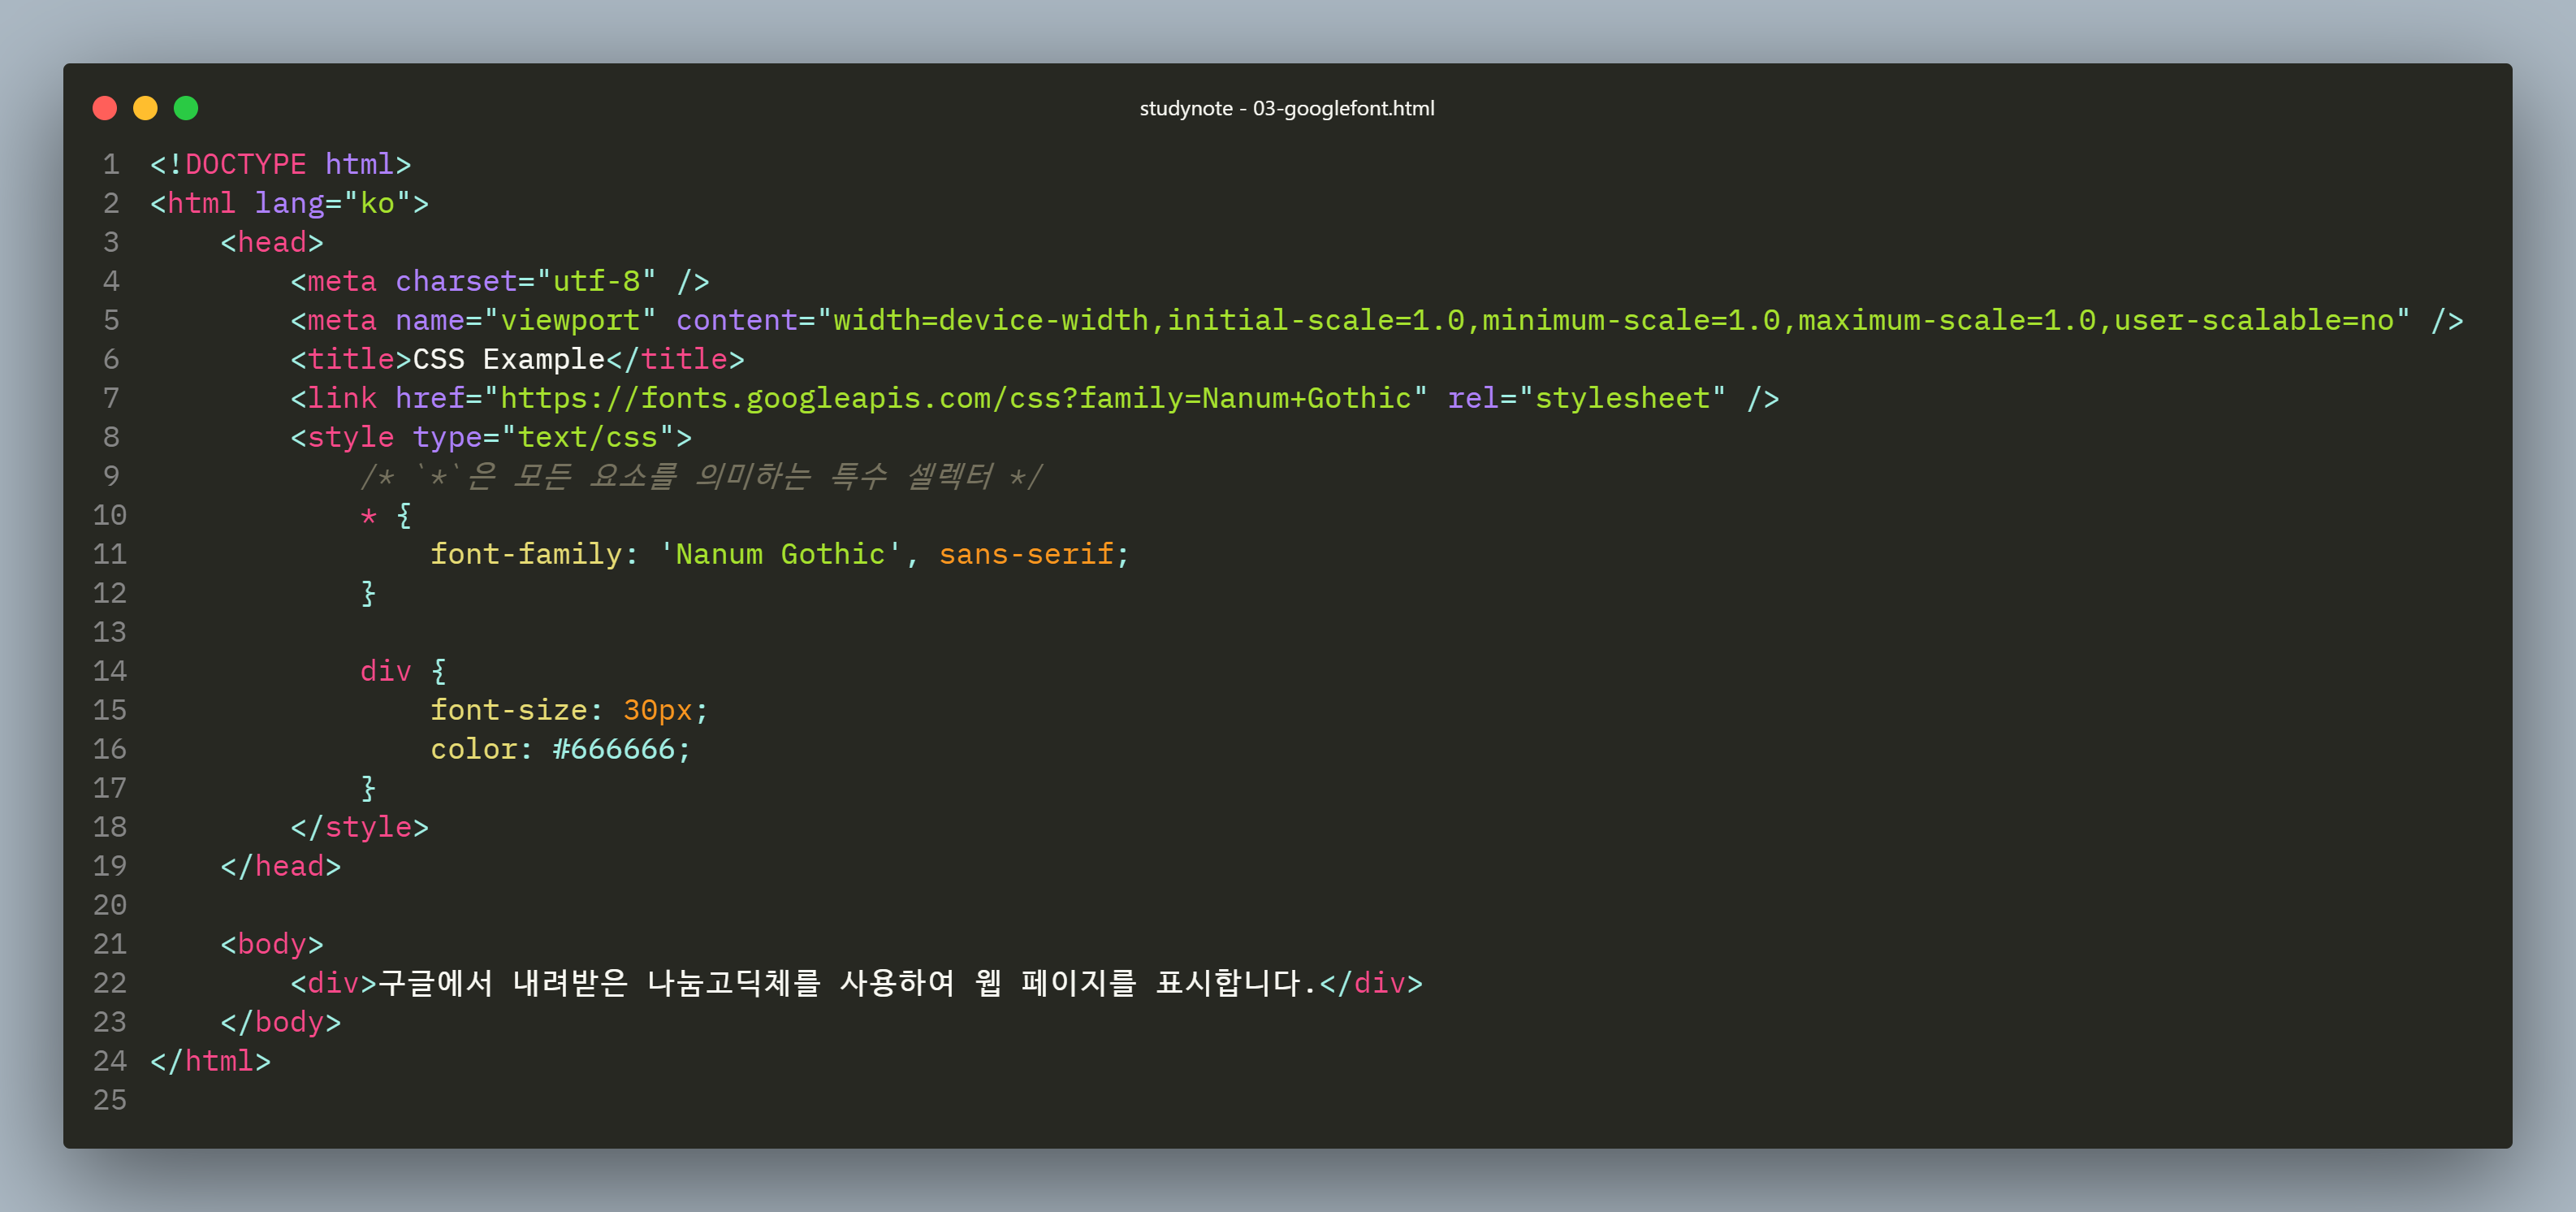 studynote - 03-googlefont.html
1 <!DOCTYPE html>
2 <html lang="ko">
3     <head>
4         <meta charset="utf-8" />
5         <meta name="viewport" content="width=device-width,initial-scale=1.0,minimum-scale=1.0,maximum-scale=1.0,user-scalable=no" />
6         <title>CSS Example</title>
7         <link href="https://fonts.googleapis.com/css?family=Nanum+Gothic" rel="stylesheet" />
8         <style type="text/css">
9             /* `*`은 모든 요소를 의미하는 특수 셀렉터 */
10             * {
11                 font-family: 'Nanum Gothic', sans-serif;
12             }
13
14             div {
15                 font-size: 30px;
16                 color: #666666;
17             }
18         </style>
19     </head>
20
21     <body>
22         <div>구글에서 내려받은 나눔고딕체를 사용하여 웹 페이지를 표시합니다.</div>
23     </body>
24 </html>
25